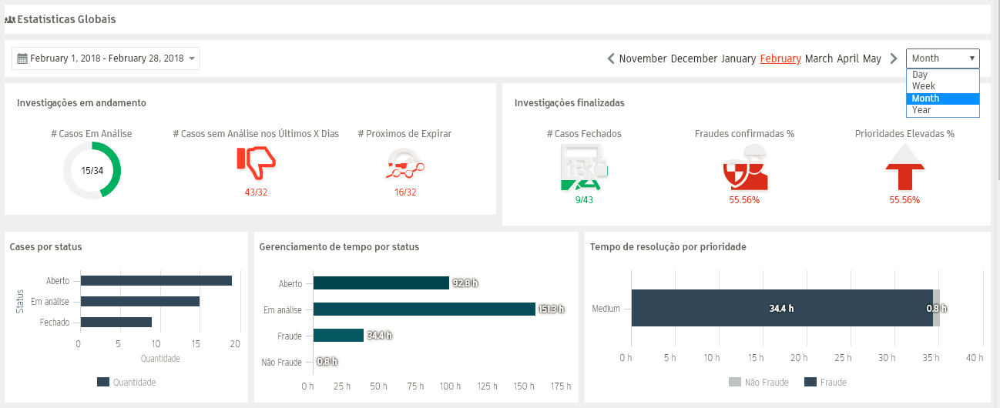 Estatísticas Globais
February 1, 2018 - February 28, 2018
November December January February March April May
Month
Day
Week
Month
Year
Investigações em andamento
# Casos Em Análise
# Casos sem Análise nos Últimos X Dias
# Proximos de Expirar
15/34
43/32
16/32
Investigações finalizadas
# Casos Fechados
Fraudes confirmadas %
Prioridades Elevadas %
9/43
55.56%
55.56%
Cases por status
Status
Aberto
Em análise
Fechado
0 5 10 15 20
Quantidade
Quantidade
Gerenciamento de tempo por status
Aberto 92.8 h
Em análise 151.3 h
Fraude 34.4 h
Não Fraude 0.8 h
0 h 25 h 50 h 75 h 100 h 125 h 150 h 175 h
Tempo de resolução por prioridade
Medium 34.4 h 0.8 h
0 h 5 h 10 h 15 h 20 h 25 h 30 h 35 h 40 h
Não Fraude Fraude